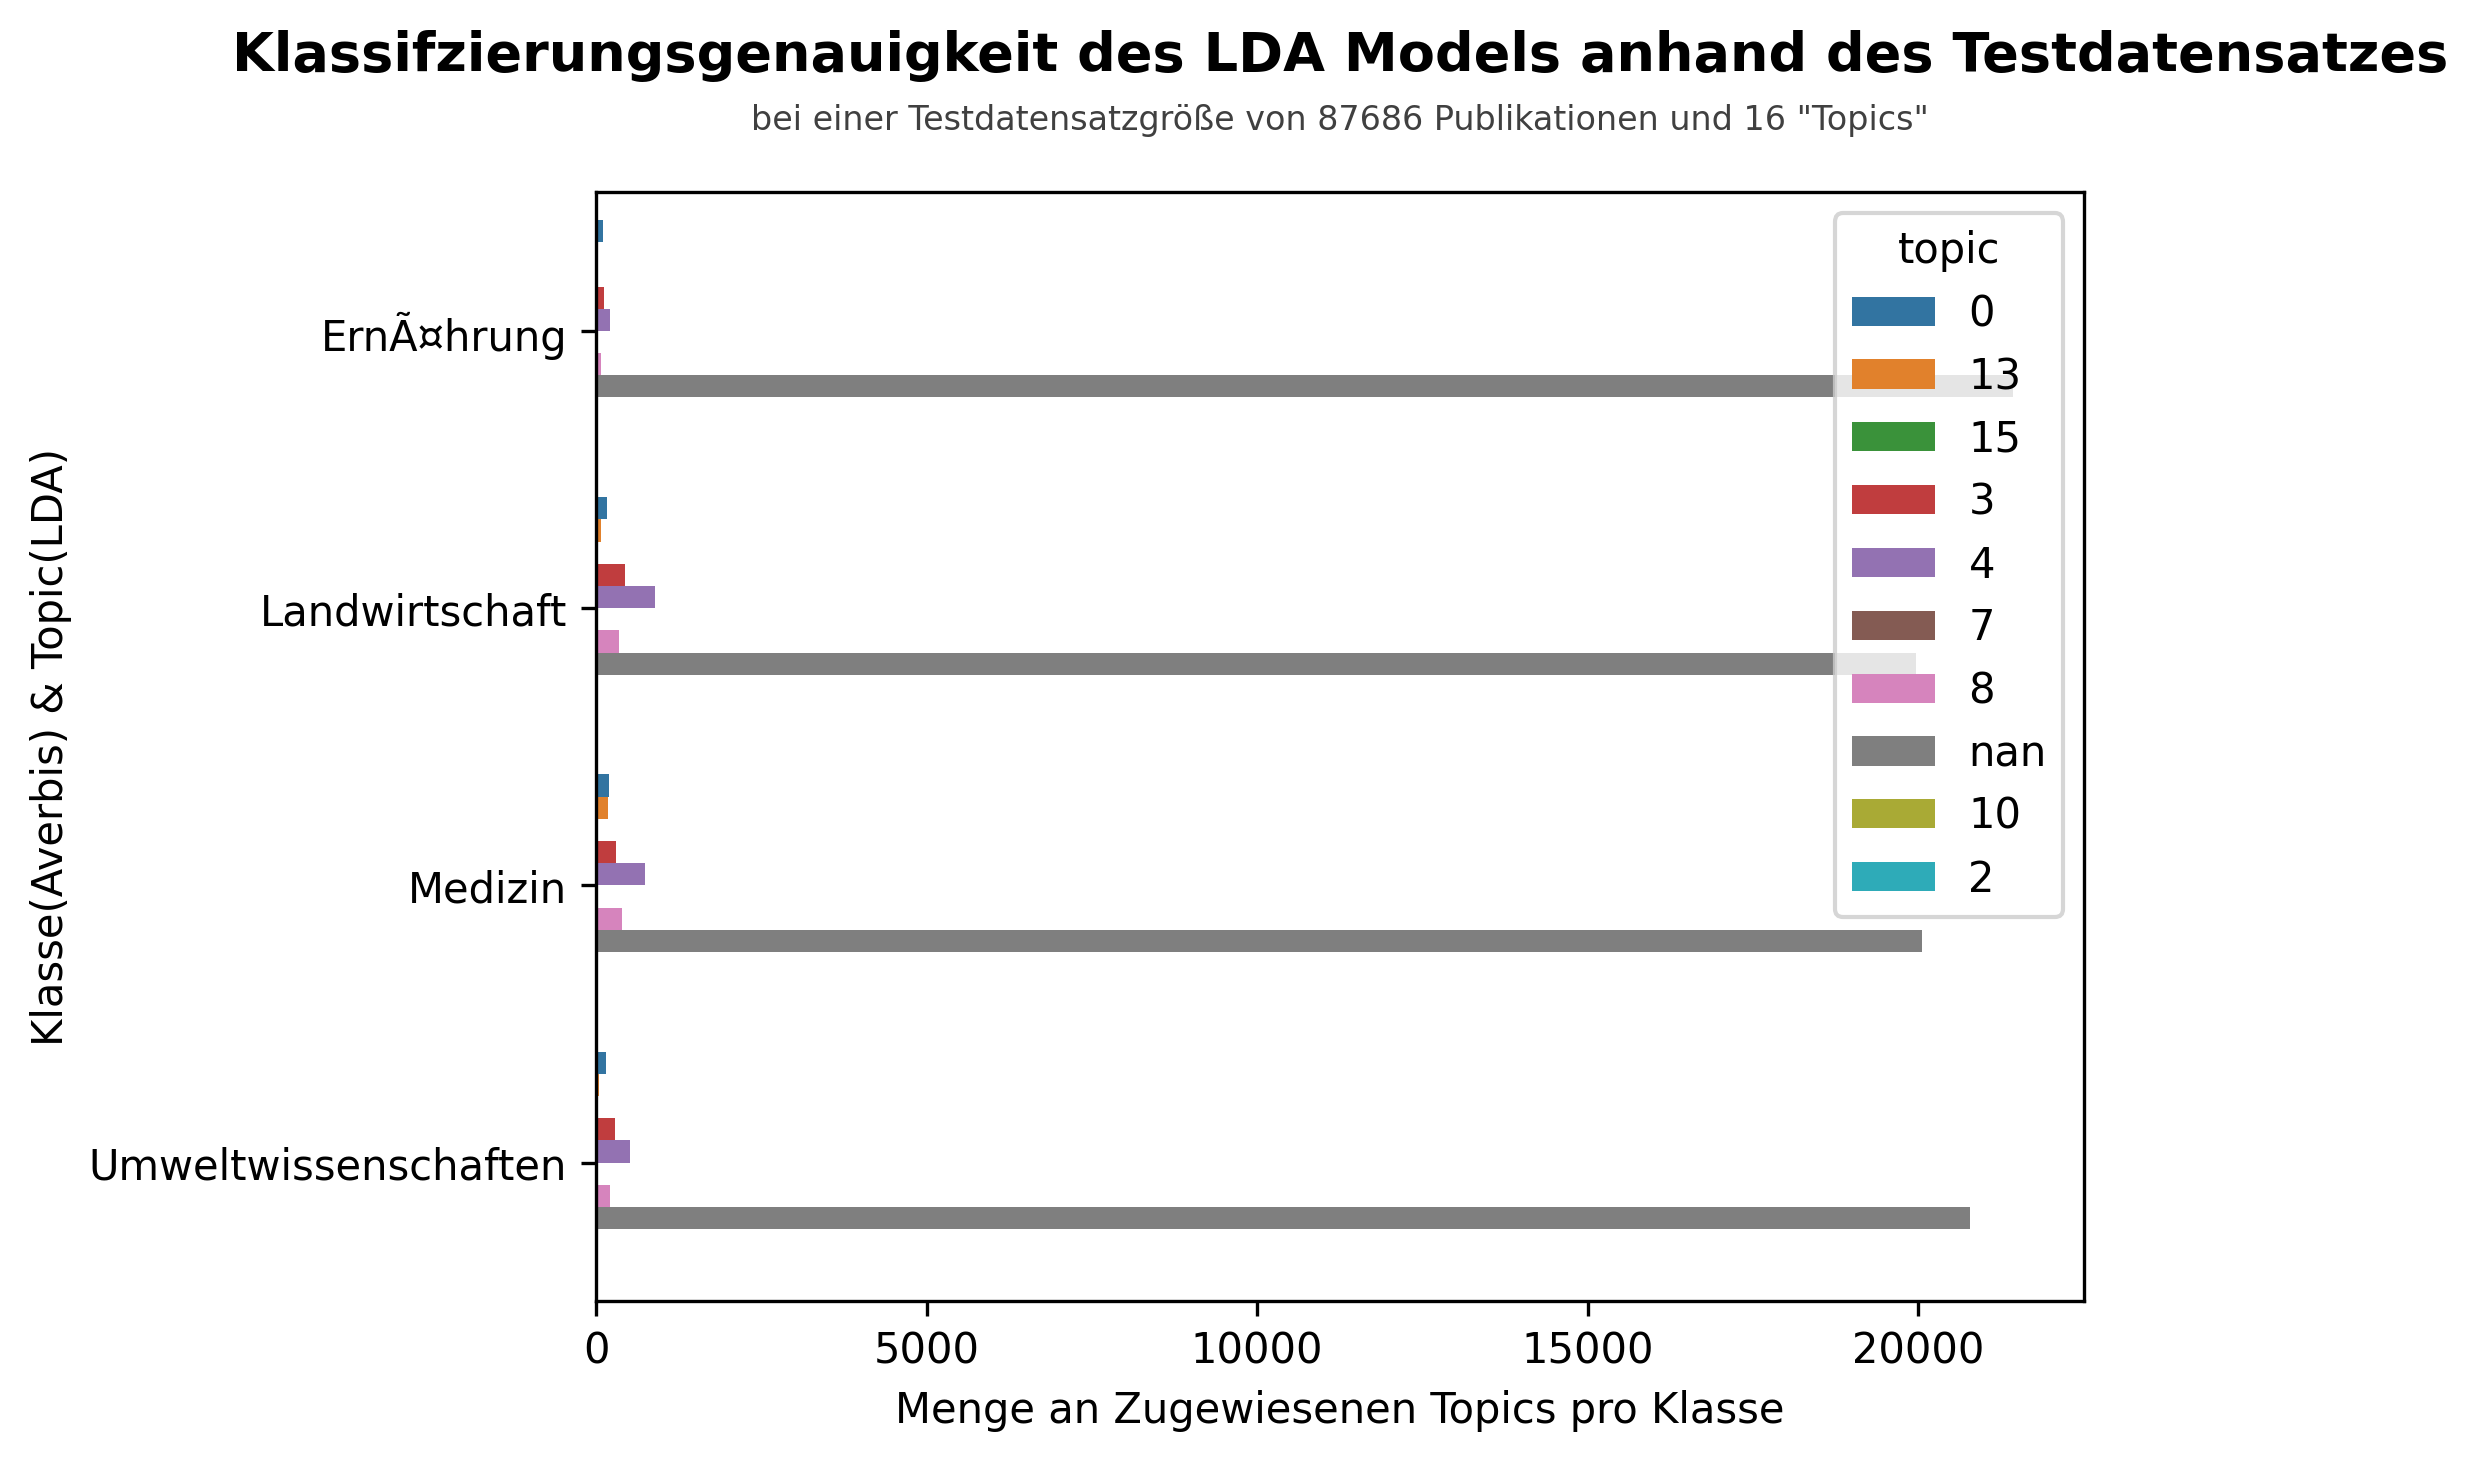 Klassifzierungsgenauigkeit des LDA Models anhand des Testdatensatzes
bei einer Testdatensatzgröße von 87686 Publikationen und 16 "Topics"
Klasse(Averbis) & Topic(LDA)
ErnÃ¤hrung
Landwirtschaft
Medizin
Umweltwissenschaften
topic
0
13
15
3
4
7
8
nan
10
2
0
5000
10000
15000
20000
Menge an Zugewiesenen Topics pro Klasse